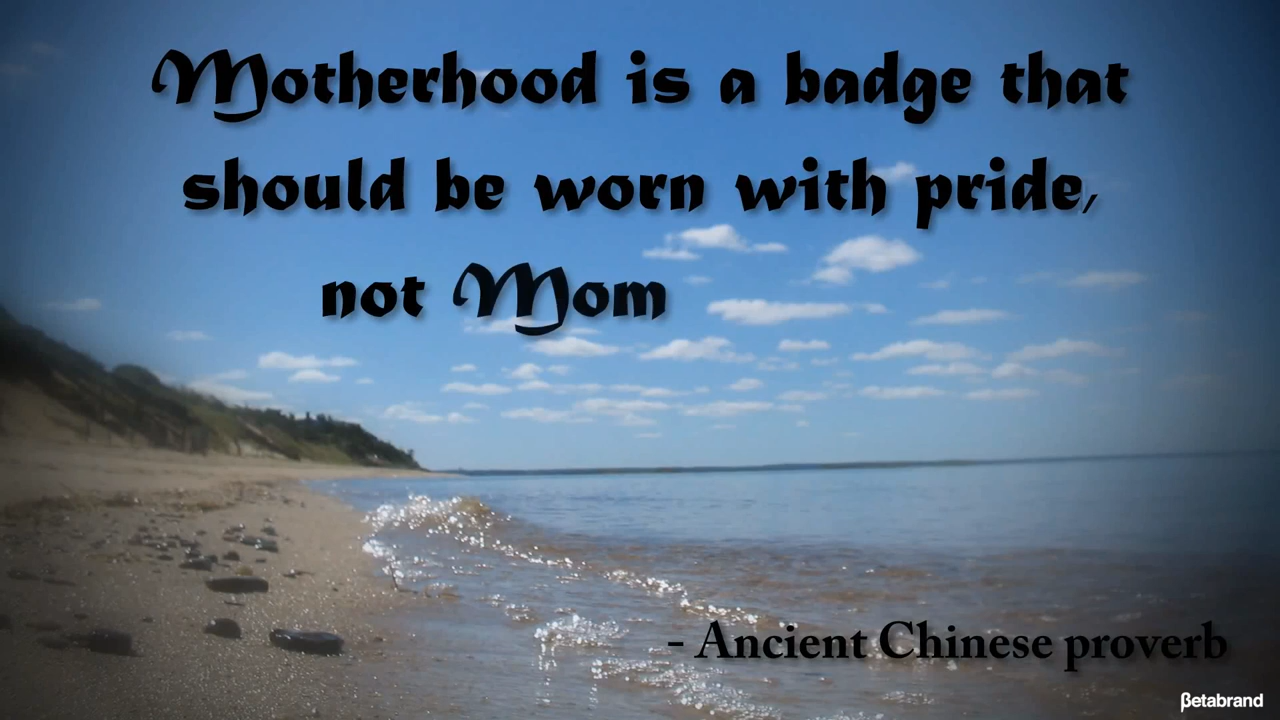 Motherhood is a badge that
should be worn with pride,
not Mom
- Ancient Chinese proverb
βetabrand